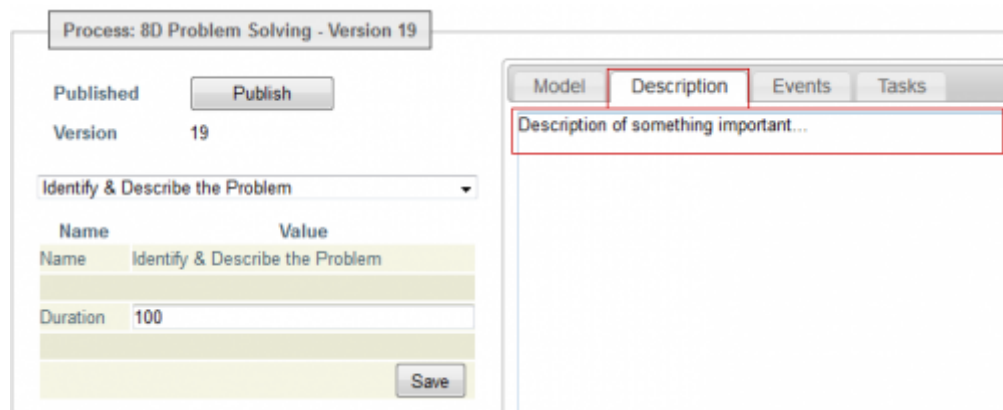 Process: 8D Problem Solving - Version 19
Published Publish
Version 19
Identify & Describe the Problem
Name Value
Name Identify & Describe the Problem
Duration 100
Save
Model Description Events Tasks
Description of something important...